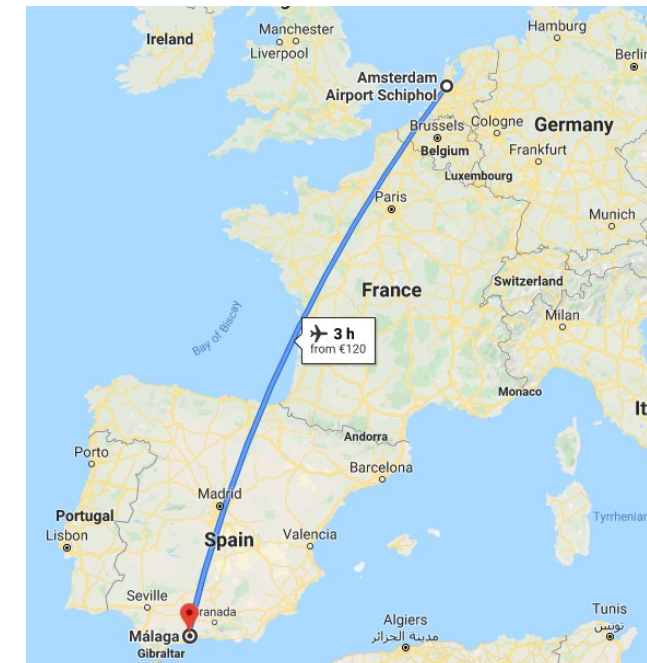 Manchester
Hamburg
Ireland
Liverpool
Amsterdam
Airport Schiphol
Brussels
Cologne
Germany
Belgium
Frankfurt
Luxembourg
Paris
Munich
Switzerland
France
Milan
Bay of Biscay
3 h
from €120
Monaco
Andorra
Porto
Barcelona
Madrid
Portugal
Tyrrhenian
Lisbon
Spain
Valencia
Seville
Tunis
تونس
Algiers
مدينة الجزائر
Málaga
Gibraltar